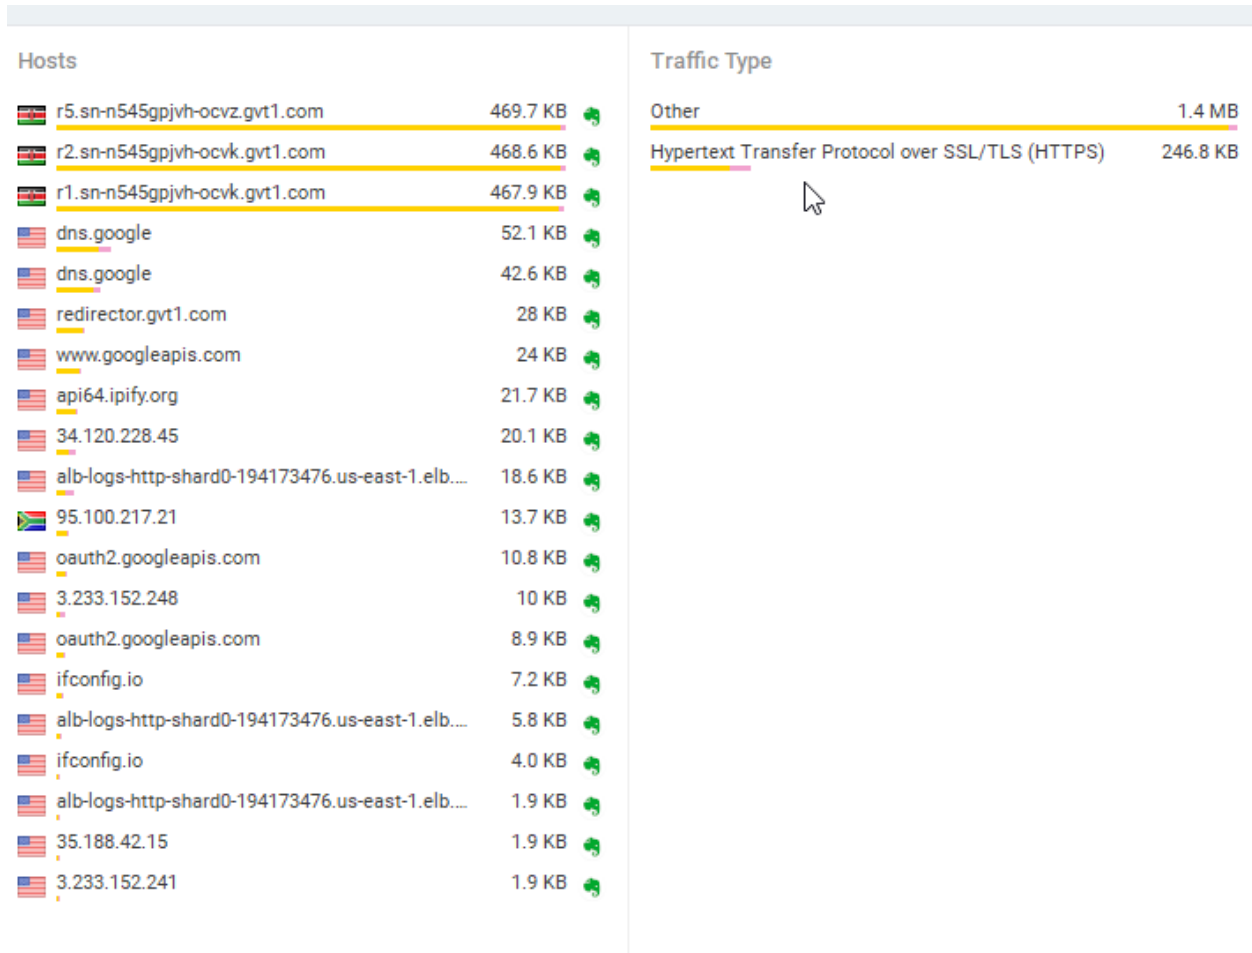 Hosts
r5.sn-n545gpjvh-ocvz.gvt1.com 469.7 KB
r2.sn-n545gpjvh-ocvk.gvt1.com 468.6 KB
r1.sn-n545gpjvh-ocvk.gvt1.com 467.9 KB
dns.google 52.1 KB
dns.google 42.6 KB
redirector.gvt1.com 28 KB
www.googleapis.com 24 KB
api64.ipify.org 21.7 KB
34.120.228.45 20.1 KB
alb-logs-http-shard0-194173476.us-east-1.elb.... 18.6 KB
95.100.217.21 13.7 KB
oauth2.googleapis.com 10.8 KB
3.233.152.248 10 KB
oauth2.googleapis.com 8.9 KB
ifconfig.io 7.2 KB
alb-logs-http-shard0-194173476.us-east-1.elb.... 5.8 KB
ifconfig.io 4.0 KB
alb-logs-http-shard0-194173476.us-east-1.elb.... 1.9 KB
35.188.42.15 1.9 KB
3.233.152.241 1.9 KB
Traffic Type
Other 1.4 MB
Hypertext Transfer Protocol over SSL/TLS (HTTPS) 246.8 KB